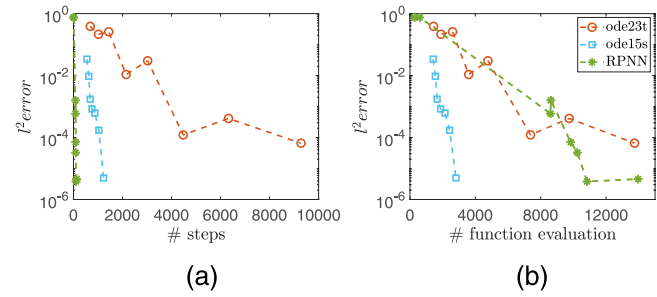 10^0
10^-2
10^-4
10^-6
l^2error
0
2000
4000
6000
8000
10000
# steps
(a)
10^0
10^-2
10^-4
10^-6
l^2error
0
4000
8000
12000
# function evaluation
(b)
ode23t
ode15s
RPNN